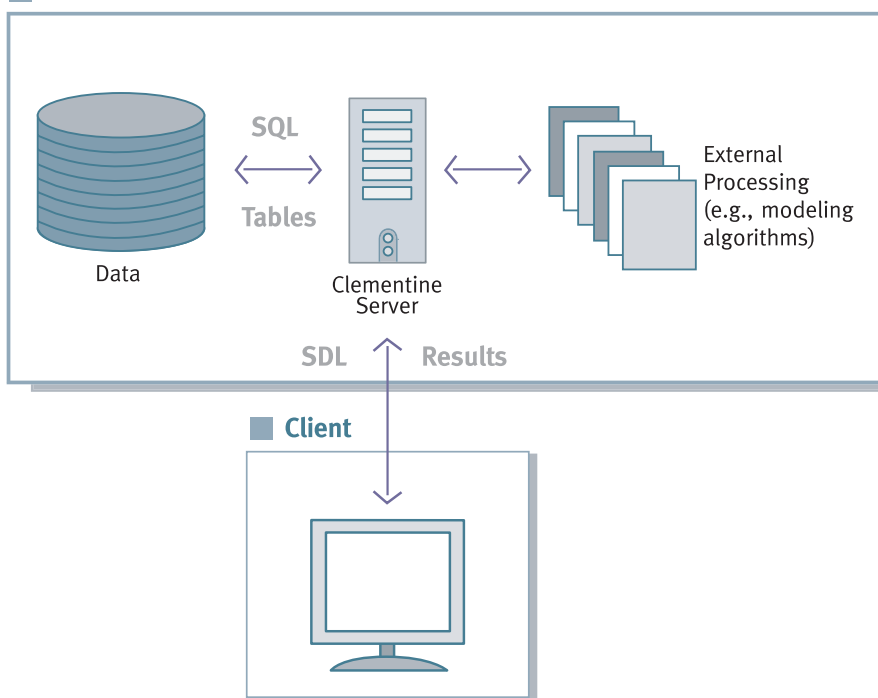 SQL
Tables
Data
Clementine
Server
External
Processing
(e.g., modeling
algorithms)
SDL
Results
Client